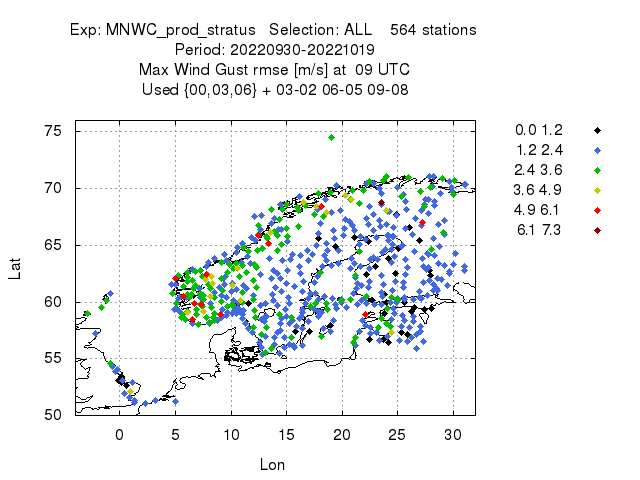 Exp: MNWC_prod_stratus   Selection: ALL    564 stations
Period: 20220930-20221019
Max Wind Gust rmse [m/s] at  09 UTC
Used {00,03,06} + 03-02 06-05 09-08
0.0 1.2
1.2 2.4
2.4 3.6
3.6 4.9
4.9 6.1
6.1 7.3
75
70
65
60
55
50
Lat
0 5 10 15 20 25 30
Lon